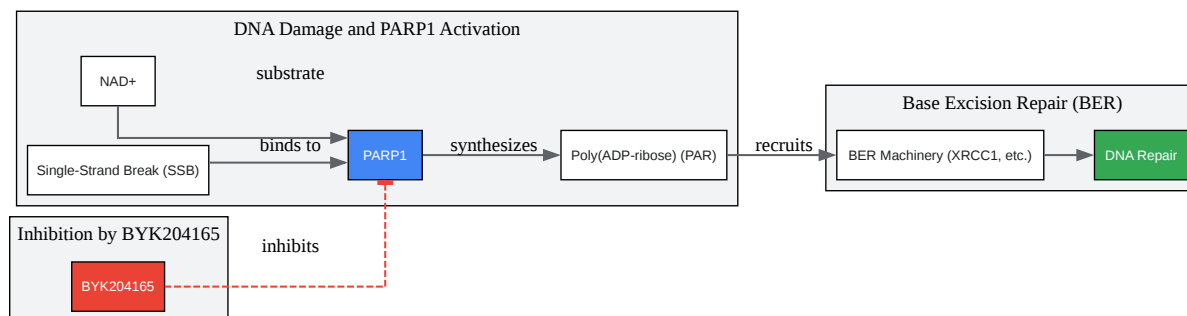 DNA Damage and PARP1 Activation
NAD+
substrate
Single-Strand Break (SSB)
binds to
PARP1
synthesizes
Poly(ADP-ribose) (PAR)
recruits
Base Excision Repair (BER)
BER Machinery (XRCC1, etc.)
DNA Repair
Inhibition by BYK204165
BYK204165
inhibits